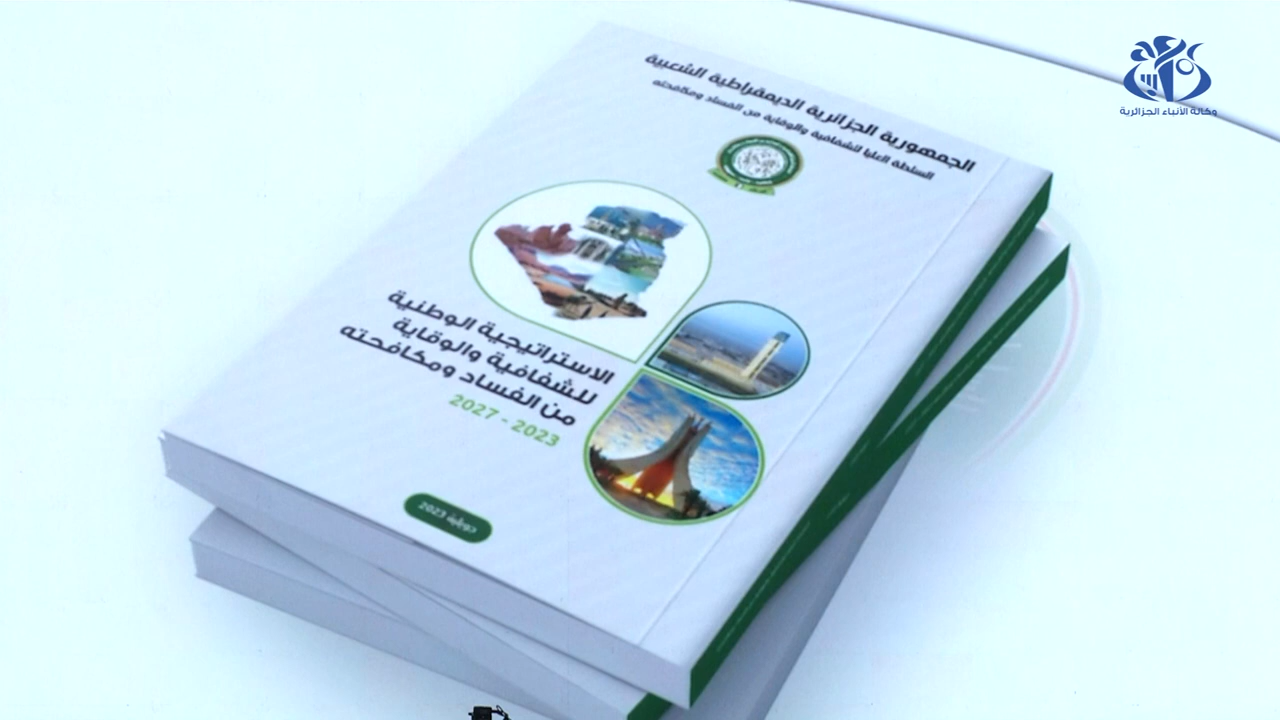 الجمهورية الجزائرية الديمقراطية الشعبية
السلطة العليا للشفافية والوقاية من الفساد ومكافحته
الاستراتيجية الوطنية
للشفافية والوقاية
من الفساد ومكافحته
2023 - 2027
جويلية 2023
وكالة الأنباء الجزائرية